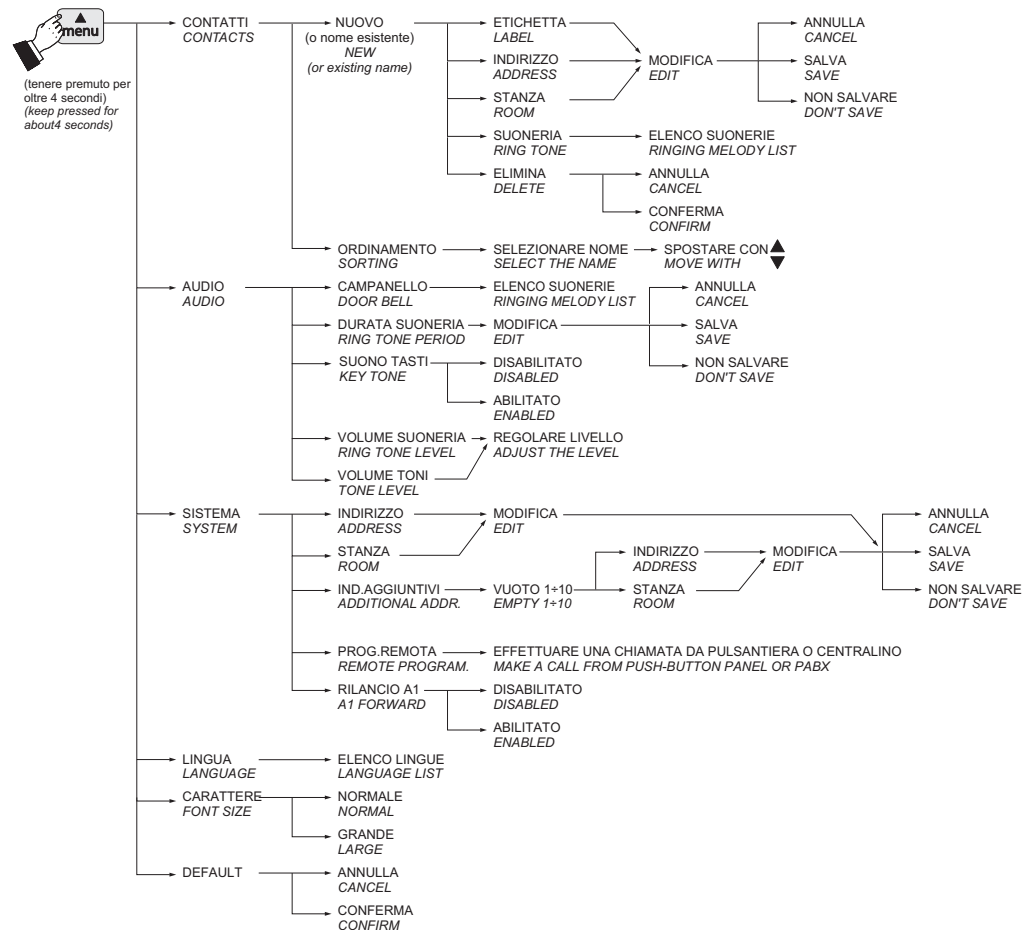 menu
(tenere premuto per
oltre 4 secondi)
(keep pressed for
about4 seconds)
CONTATTI
CONTACTS
NUOVO
(o nome esistente)
NEW
(or existing name)
ETICHETTA
LABEL
INDIRIZZO
ADDRESS
STANZA
ROOM
MODIFICA
EDIT
ANNULLA
CANCEL
SALVA
SAVE
NON SALVARE
DON'T SAVE
SUONERIA
RING TONE
ELENCO SUONERIE
RINGING MELODY LIST
ELIMINA
DELETE
ANNULLA
CANCEL
CONFERMA
CONFIRM
ORDINAMENTO
SORTING
SELEZIONARE NOME
SELECT THE NAME
SPOSTARE CON
MOVE WITH
AUDIO
AUDIO
CAMPANELLO
DOOR BELL
ELENCO SUONERIE
RINGING MELODY LIST
DURATA SUONERIA
RING TONE PERIOD
MODIFICA
EDIT
ANNULLA
CANCEL
SALVA
SAVE
NON SALVARE
DON'T SAVE
SUONO TASTI
KEY TONE
DISABILITATO
DISABLED
ABILITATO
ENABLED
VOLUME SUONERIA
RING TONE LEVEL
REGOLARE LIVELLO
ADJUST THE LEVEL
VOLUME TONI
TONE LEVEL
SISTEMA
SYSTEM
INDIRIZZO
ADDRESS
STANZA
ROOM
MODIFICA
EDIT
IND.AGGIUNTIVI
ADDITIONAL ADDR.
VUOTO 1÷10
EMPTY 1÷10
INDIRIZZO
ADDRESS
STANZA
ROOM
MODIFICA
EDIT
ANNULLA
CANCEL
SALVA
SAVE
NON SALVARE
DON'T SAVE
PROG.REMOTA
REMOTE PROGRAM.
EFFETTUARE UNA CHIAMATA DA PULSANTIERA O CENTRALINO
MAKE A CALL FROM PUSH-BUTTON PANEL OR PABX
RILANCIO A1
A1 FORWARD
DISABILITATO
DISABLED
ABILITATO
ENABLED
LINGUA
LANGUAGE
ELENCO LINGUE
LANGUAGE LIST
CARATTERE
FONT SIZE
NORMALE
NORMAL
GRANDE
LARGE
DEFAULT
ANNULLA
CANCEL
CONFERMA
CONFIRM